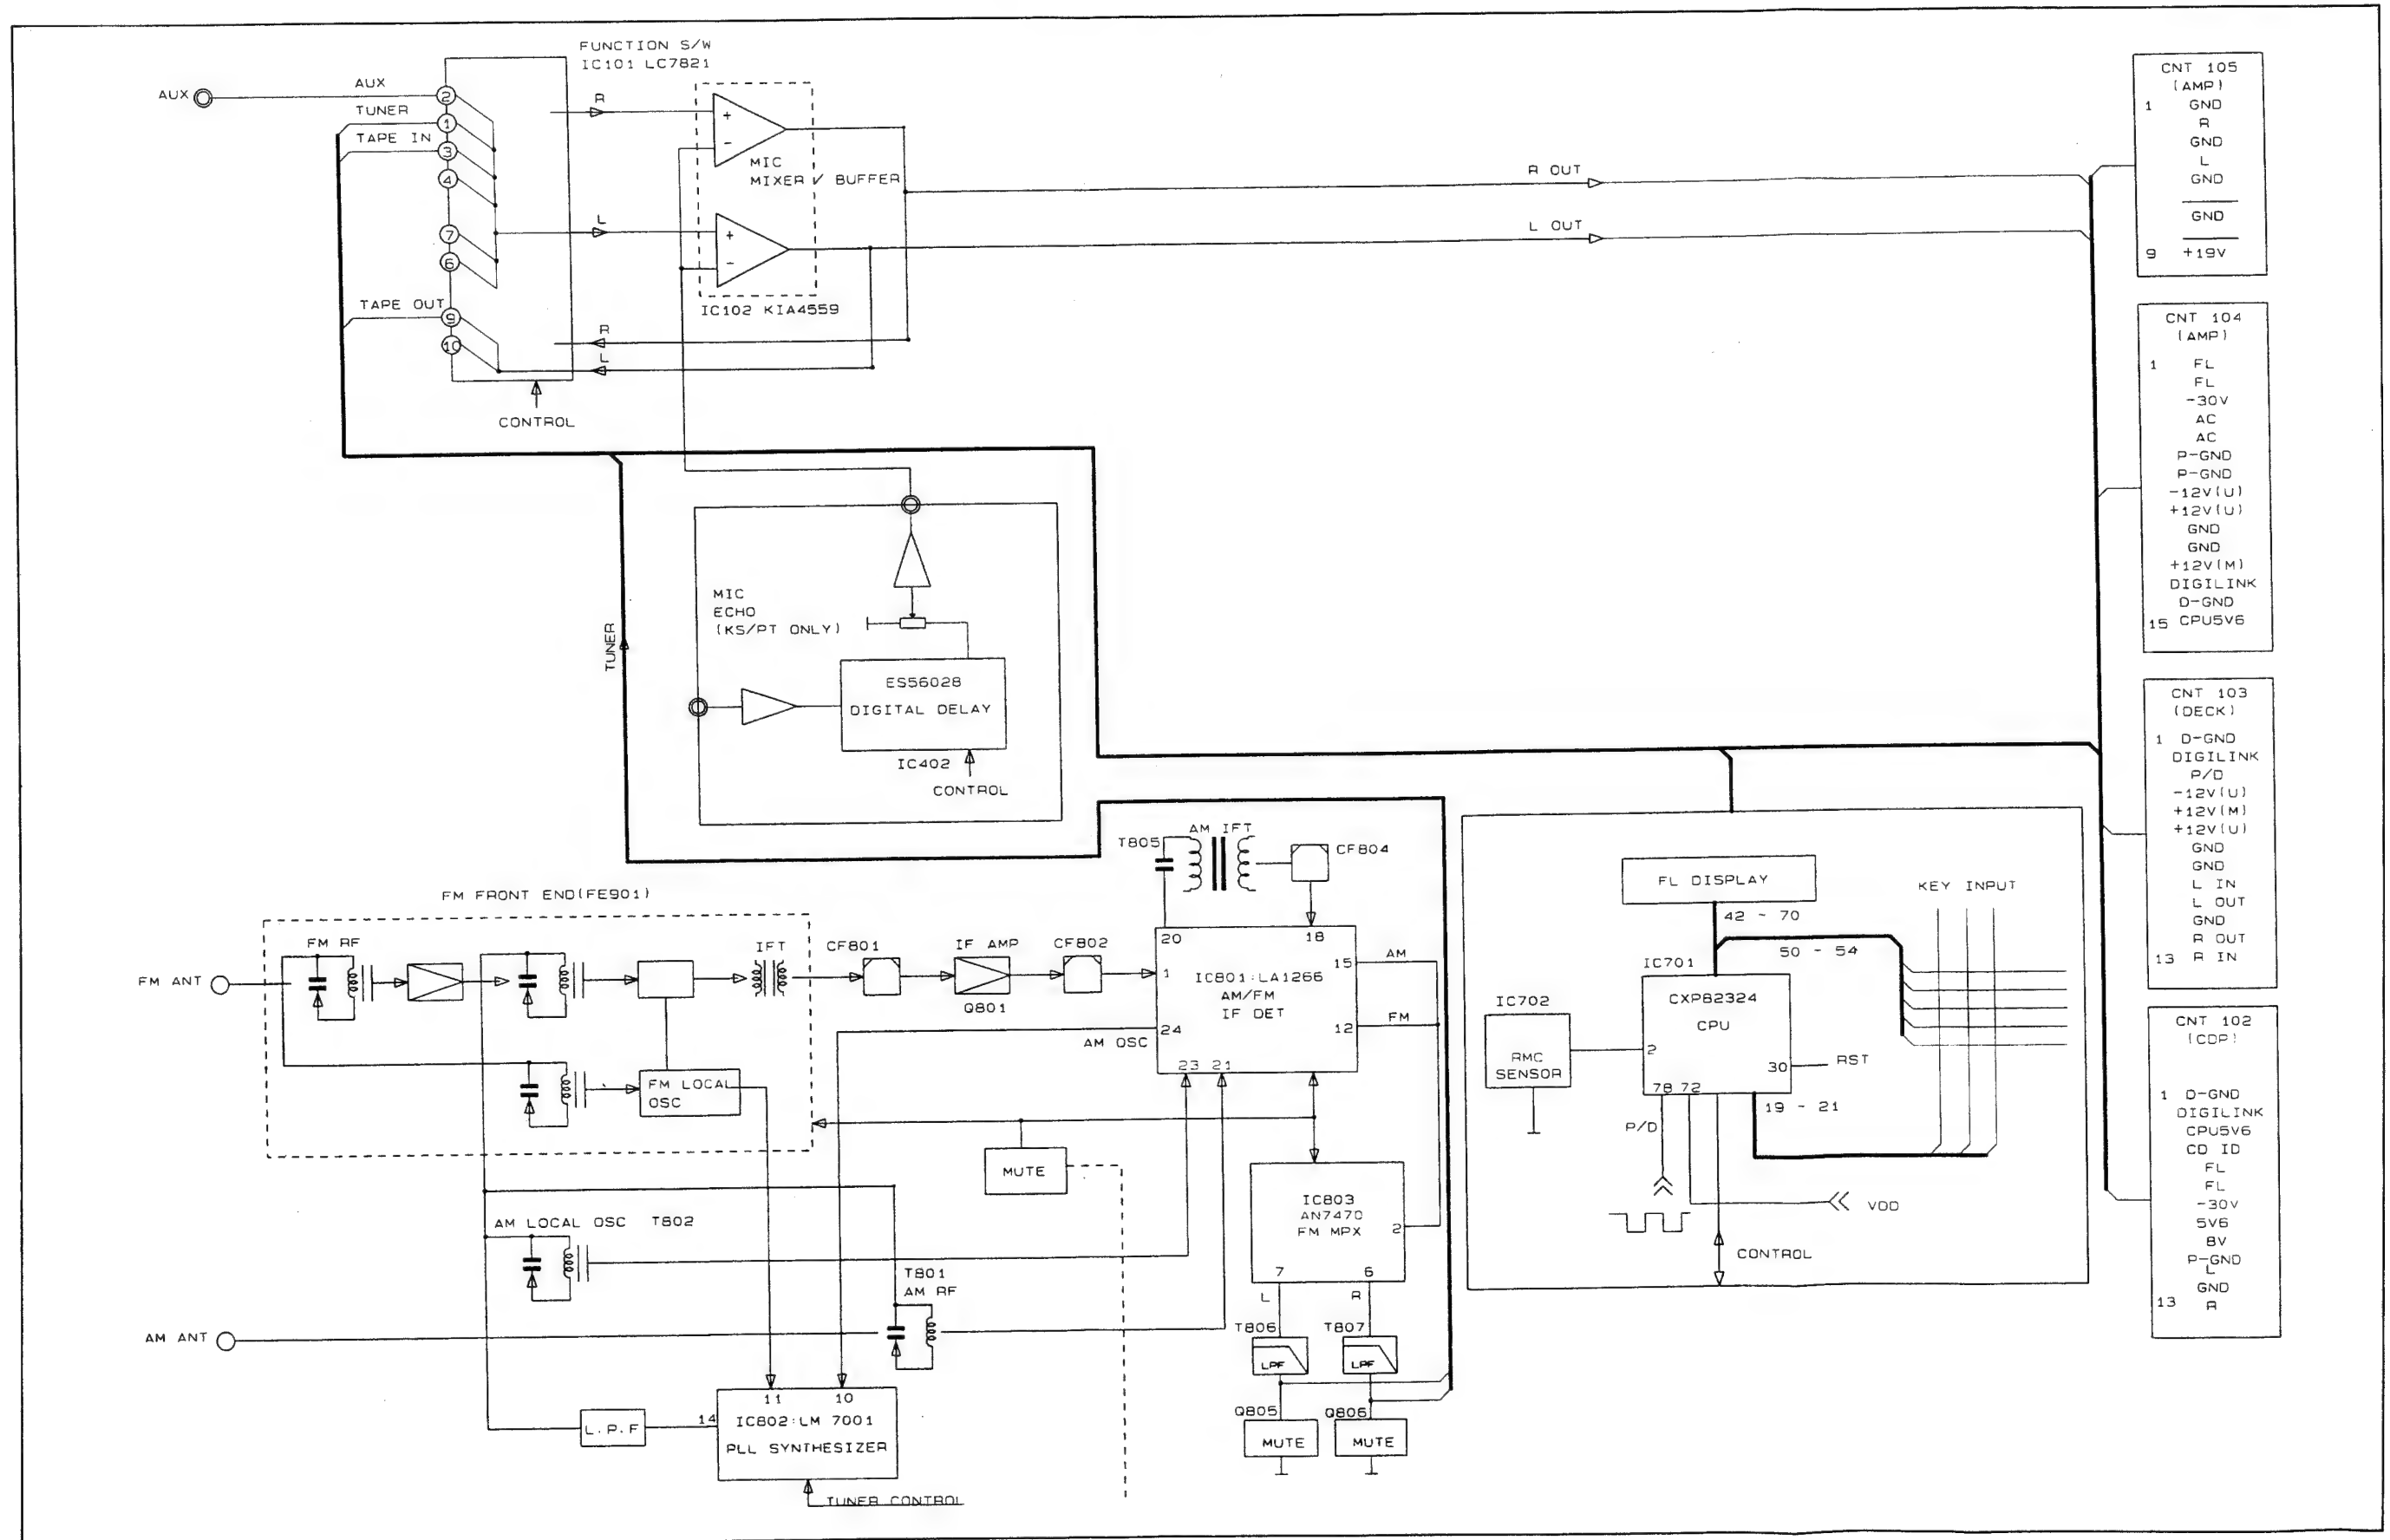 FUNCTION S/W
IC101 LC7821
AUX
AUX
TUNER
TAPE IN
TAPE OUT
2
1
3
4
7
6
9
10
R
L
R
L
CONTROL
+
-
MIC
MIXER / BUFFER
+
-
IC102 KIA4559
R OUT
L OUT
CNT 105
(AMP)
1 GND
R
GND
L
GND
GND
9 +19V
CNT 104
(AMP)
1 FL
FL
-30V
AC
AC
P-GND
P-GND
-12V(U)
+12V(U)
GND
GND
+12V(M)
DIGILINK
D-GND
15 CPU5V6
CNT 103
(DECK)
1 D-GND
DIGILINK
P/D
-12V(U)
+12V(M)
+12V(U)
GND
GND
L IN
L OUT
GND
R OUT
13 R IN
CNT 102
(CDP)
1 D-GND
DIGILINK
CPU5V6
CD ID
FL
FL
-30V
5V6
8V
P-GND
L
GND
13 R
TUNER
MIC
ECHO
(KS/PT ONLY)
ES56028
DIGITAL DELAY
IC402
CONTROL
FM FRONT END(FE901)
FM ANT
FM RF
IFT
CF801
IF AMP
Q801
CF802
FM LOCAL
OSC
T805
AM IFT
CF804
20
18
1
15
AM
IC801:LA1266
AM/FM
IF DET
24
12
FM
AM OSC
23 21
MUTE
IC803
AN7470
FM MPX
2
7
6
L
R
T806
T807
LPF
LPF
Q805
Q806
MUTE
MUTE
AM LOCAL OSC T802
T801
AM RF
AM ANT
11
10
L.P.F
14
IC802:LM 7001
PLL SYNTHESIZER
TUNER CONTROL
FL DISPLAY
KEY INPUT
42 ~ 70
50 - 54
IC701
IC702
CXP82324
CPU
RMC
SENSOR
2
30
RST
78 72
19 - 21
P/D
VDD
CONTROL